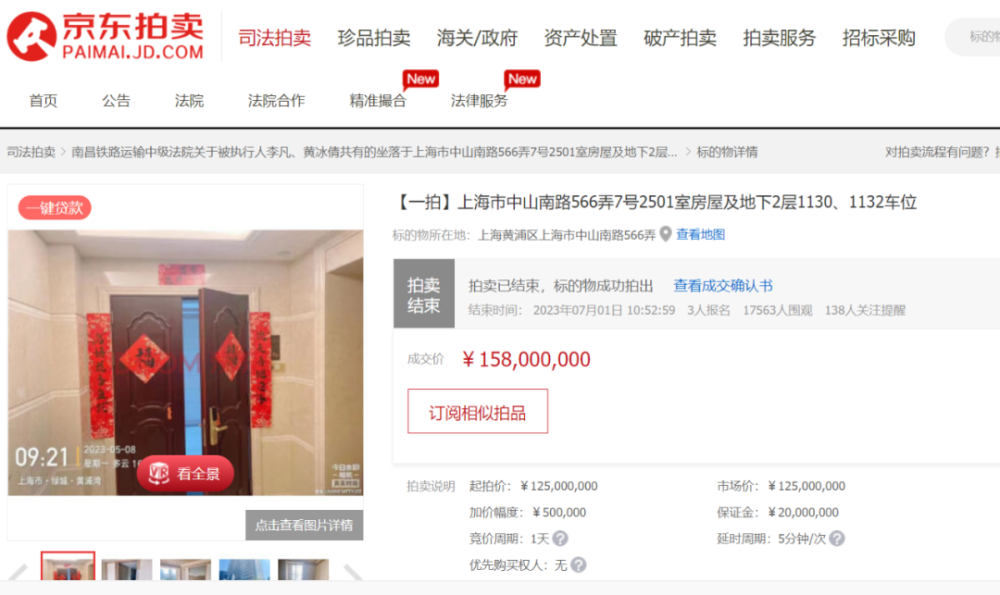 京东拍卖
PAIMAI.JD.COM
司法拍卖 珍品拍卖 海关/政府 资产处置 破产拍卖 拍卖服务 招标采购
标的物
New New
首页 公告 法院 法院合作 精准撮合 法律服务
司法拍卖 > 南昌铁路运输中级法院关于被执行人李凡、黄冰倩共有的坐落于上海市中山南路566弄7号2501室房屋及地下2层... > 标的物详情
对拍卖流程有问题?
一键贷款
【一拍】上海市中山南路566弄7号2501室房屋及地下2层1130、1132车位
标的物所在地: 上海黄浦区上海市中山南路566弄 查看地图
拍卖
结束
拍卖已结束，标的物成功拍出 查看成交确认书
结束时间: 2023年07月01日 10:52:59 3人报名 17563人围观 138人关注提醒
成交价 ¥158,000,000
订阅相似拍品
09:21
2023-05-08
星期一 多云
上海市·绿城·黄浦湾
VR 看全景
点击查看图片详情
拍卖说明
起拍价: ¥125,000,000 市场价: ¥125,000,000
加价幅度: ¥500,000 保证金: ¥20,000,000
竞价周期: 1天 ? 延时周期: 5分钟/次 ?
优先购买权人: 无 ?